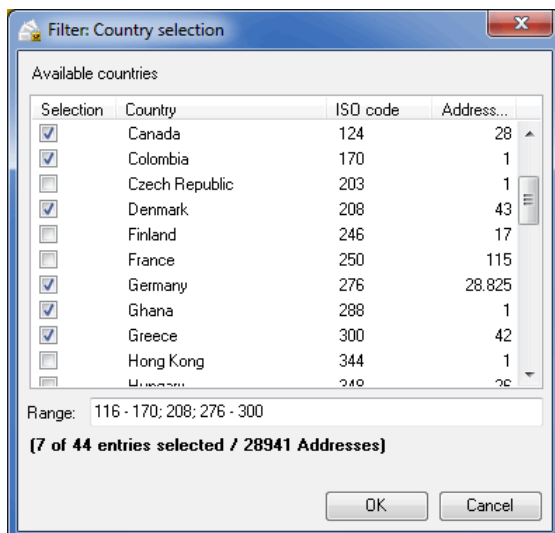 Filter: Country selection
Available countries
Selection Country ISO code Address...
Canada 124 28
Colombia 170 1
Czech Republic 203 1
Denmark 208 43
Finland 246 17
France 250 115
Germany 276 28.825
Ghana 288 1
Greece 300 42
Hong Kong 344 1
Hungary 348 26
Range: 116 - 170; 208; 276 - 300
(7 of 44 entries selected / 28941 Addresses)
OK Cancel